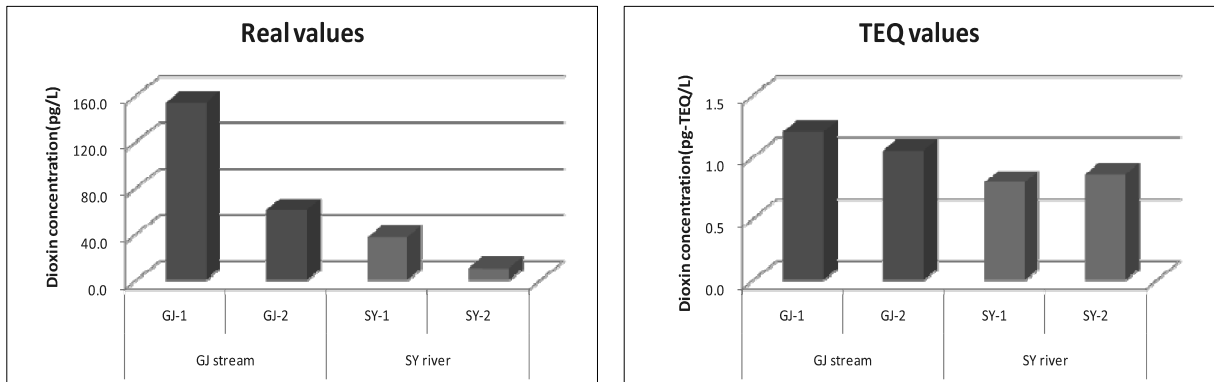 Real values
Dioxin concentration(pg/L)
160.0
120.0
80.0
40.0
0.0
GJ-1 GJ-2 SY-1 SY-2
GJ stream SY river
TEQ values
Dioxin concentration(pg-TEQ/L)
1.5
1.0
0.5
0.0
GJ-1 GJ-2 SY-1 SY-2
GJ stream SY river